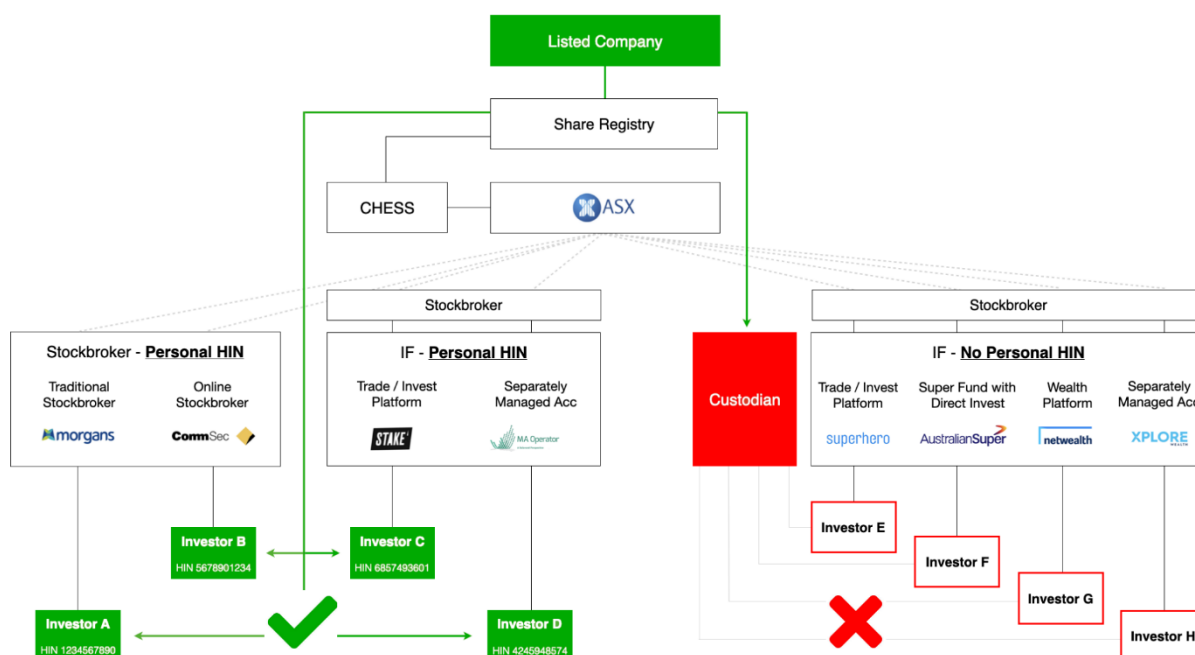 Listed Company
Share Registry
CHESS
ASX
Stockbroker
Stockbroker
Stockbroker - Personal HIN
Traditional
Stockbroker
Online
Stockbroker
morgans
CommSec
IF - Personal HIN
Trade / Invest
Platform
Separately
Managed Acc
STAKE
MA Operator
Custodian
IF - No Personal HIN
Trade / Invest
Platform
Super Fund with
Direct Invest
Wealth
Platform
Separately
Managed Acc
superhero
AustralianSuper
netwealth
XPLORE
WEALTH
Investor B
HIN 5678901234
Investor C
HIN 6857493601
Investor E
Investor F
Investor G
Investor A
HIN 1234567890
Investor D
HIN 4245948574
Investor H